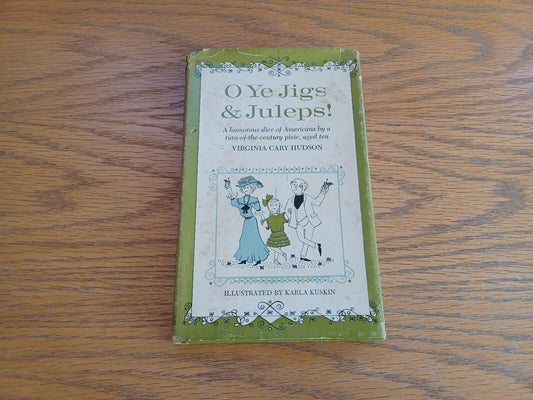 O Ye Jigs
& Juleps!
A humorous slice of Americana by a
turn-of-the-century pixie, aged ten
VIRGINIA CARY HUDSON
ILLUSTRATED BY KARLA KUSKIN